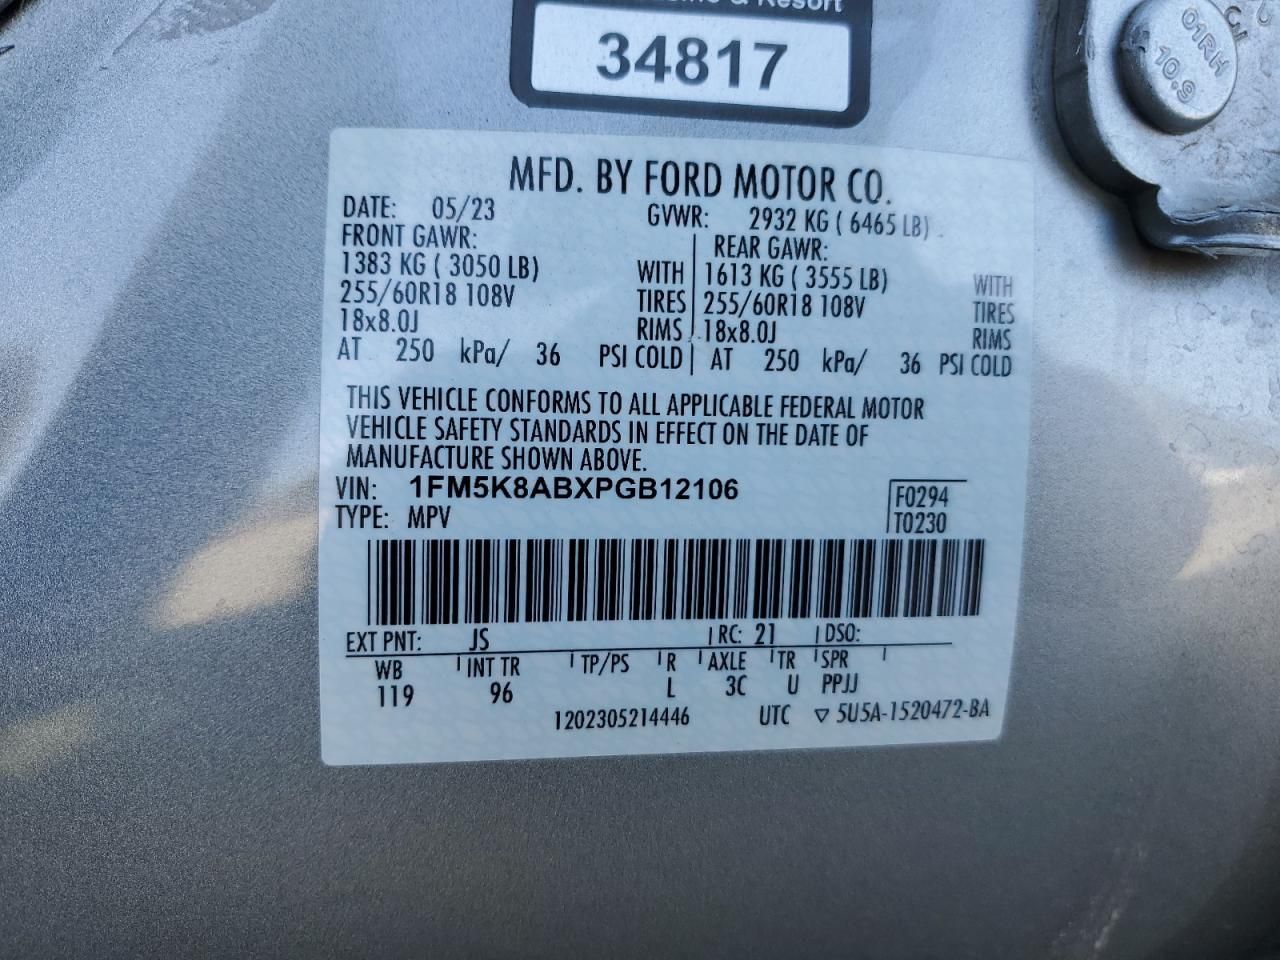 & Resort
34817
01RH
10.9
MFD. BY FORD MOTOR CO.
DATE: 05/23 GVWR: 2932 KG ( 6465 LB)
FRONT GAWR: REAR GAWR:
1383 KG ( 3050 LB) WITH 1613 KG ( 3555 LB) WITH
255/60R18 108V TIRES 255/60R18 108V TIRES
18x8.0J RIMS 18x8.0J RIMS
AT 250 kPa/ 36 PSI COLD AT 250 kPa/ 36 PSI COLD
THIS VEHICLE CONFORMS TO ALL APPLICABLE FEDERAL MOTOR
VEHICLE SAFETY STANDARDS IN EFFECT ON THE DATE OF
MANUFACTURE SHOWN ABOVE.
VIN: 1FM5K8ABXPGB12106 F0294
TYPE: MPV T0230
EXT PNT: JS RC: 21 DSO:
WB INT TR TP/PS R AXLE TR SPR
119 96 L 3C U PPJJ
1202305214446 UTC ▽ 5U5A-1520472-BA